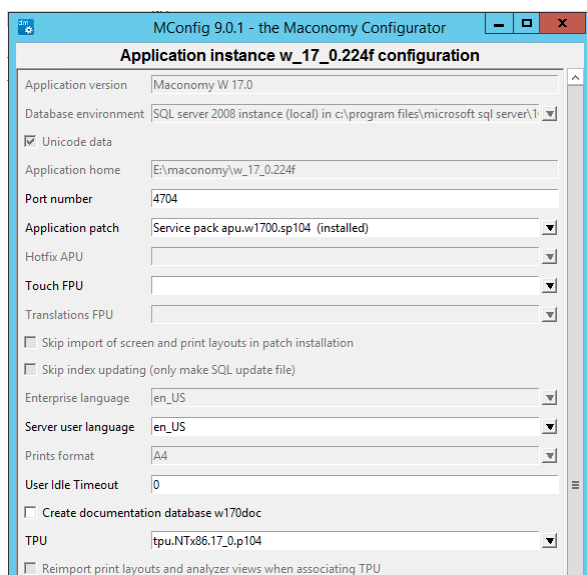 dm
MConfig 9.0.1 - the Maconomy Configurator
Application instance w_17_0.224f configuration
Application version Maconomy W 17.0
Database environment SQL server 2008 instance (local) in c:\program files\microsoft sql server\1
Unicode data
Application home E:\maconomy\w_17_0.224f
Port number 4704
Application patch Service pack apu.w1700.sp104 (installed)
Hotfix APU
Touch FPU
Translations FPU
Skip import of screen and print layouts in patch installation
Skip index updating (only make SQL update file)
Enterprise language en_US
Server user language en_US
Prints format A4
User Idle Timeout 0
Create documentation database w170doc
TPU tpu.NTx86.17_0.p104
Reimport print layouts and analyzer views when associating TPU